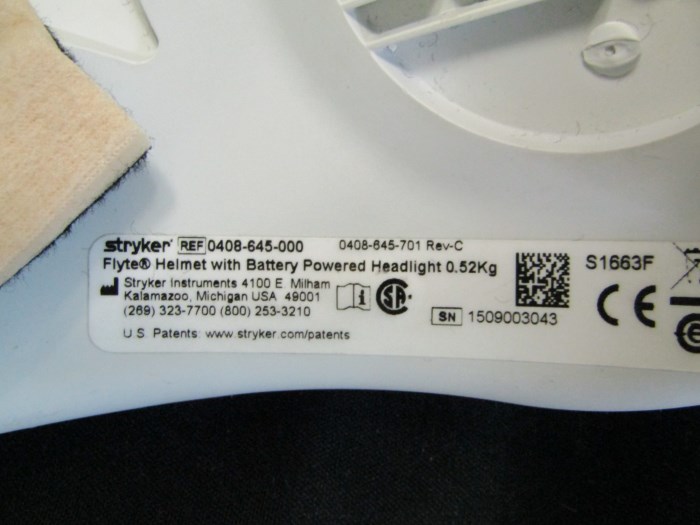 stryker® REF 0408-645-000 0408-645-701 Rev-C
Flyte® Helmet with Battery Powered Headlight 0.52Kg
Stryker Instruments 4100 E Milham
Kalamazoo, Michigan USA 49001
(269) 323-7700 (800) 253-3210
U.S. Patents: www.stryker.com/patents
SA
SN 1509003043
S1663F
CE